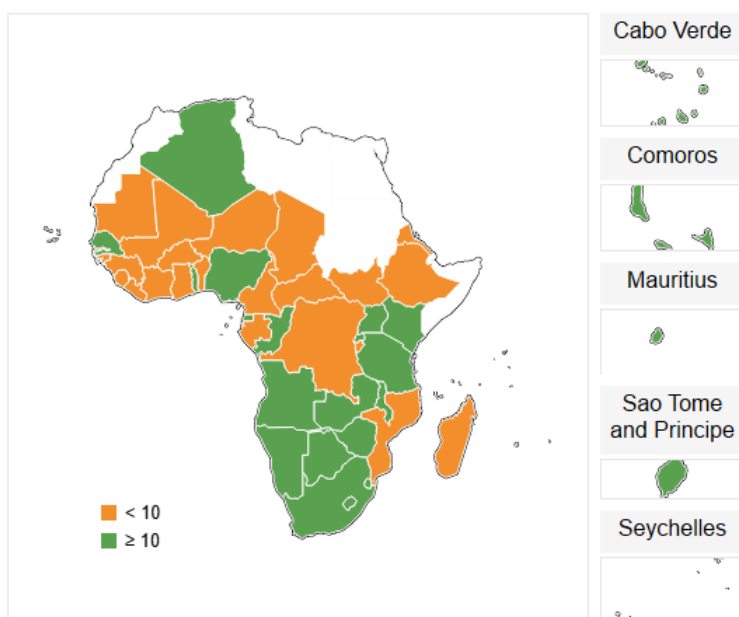 Cabo Verde
Comoros
Mauritius
Sao Tome
and Principe
Seychelles
< 10
≥ 10